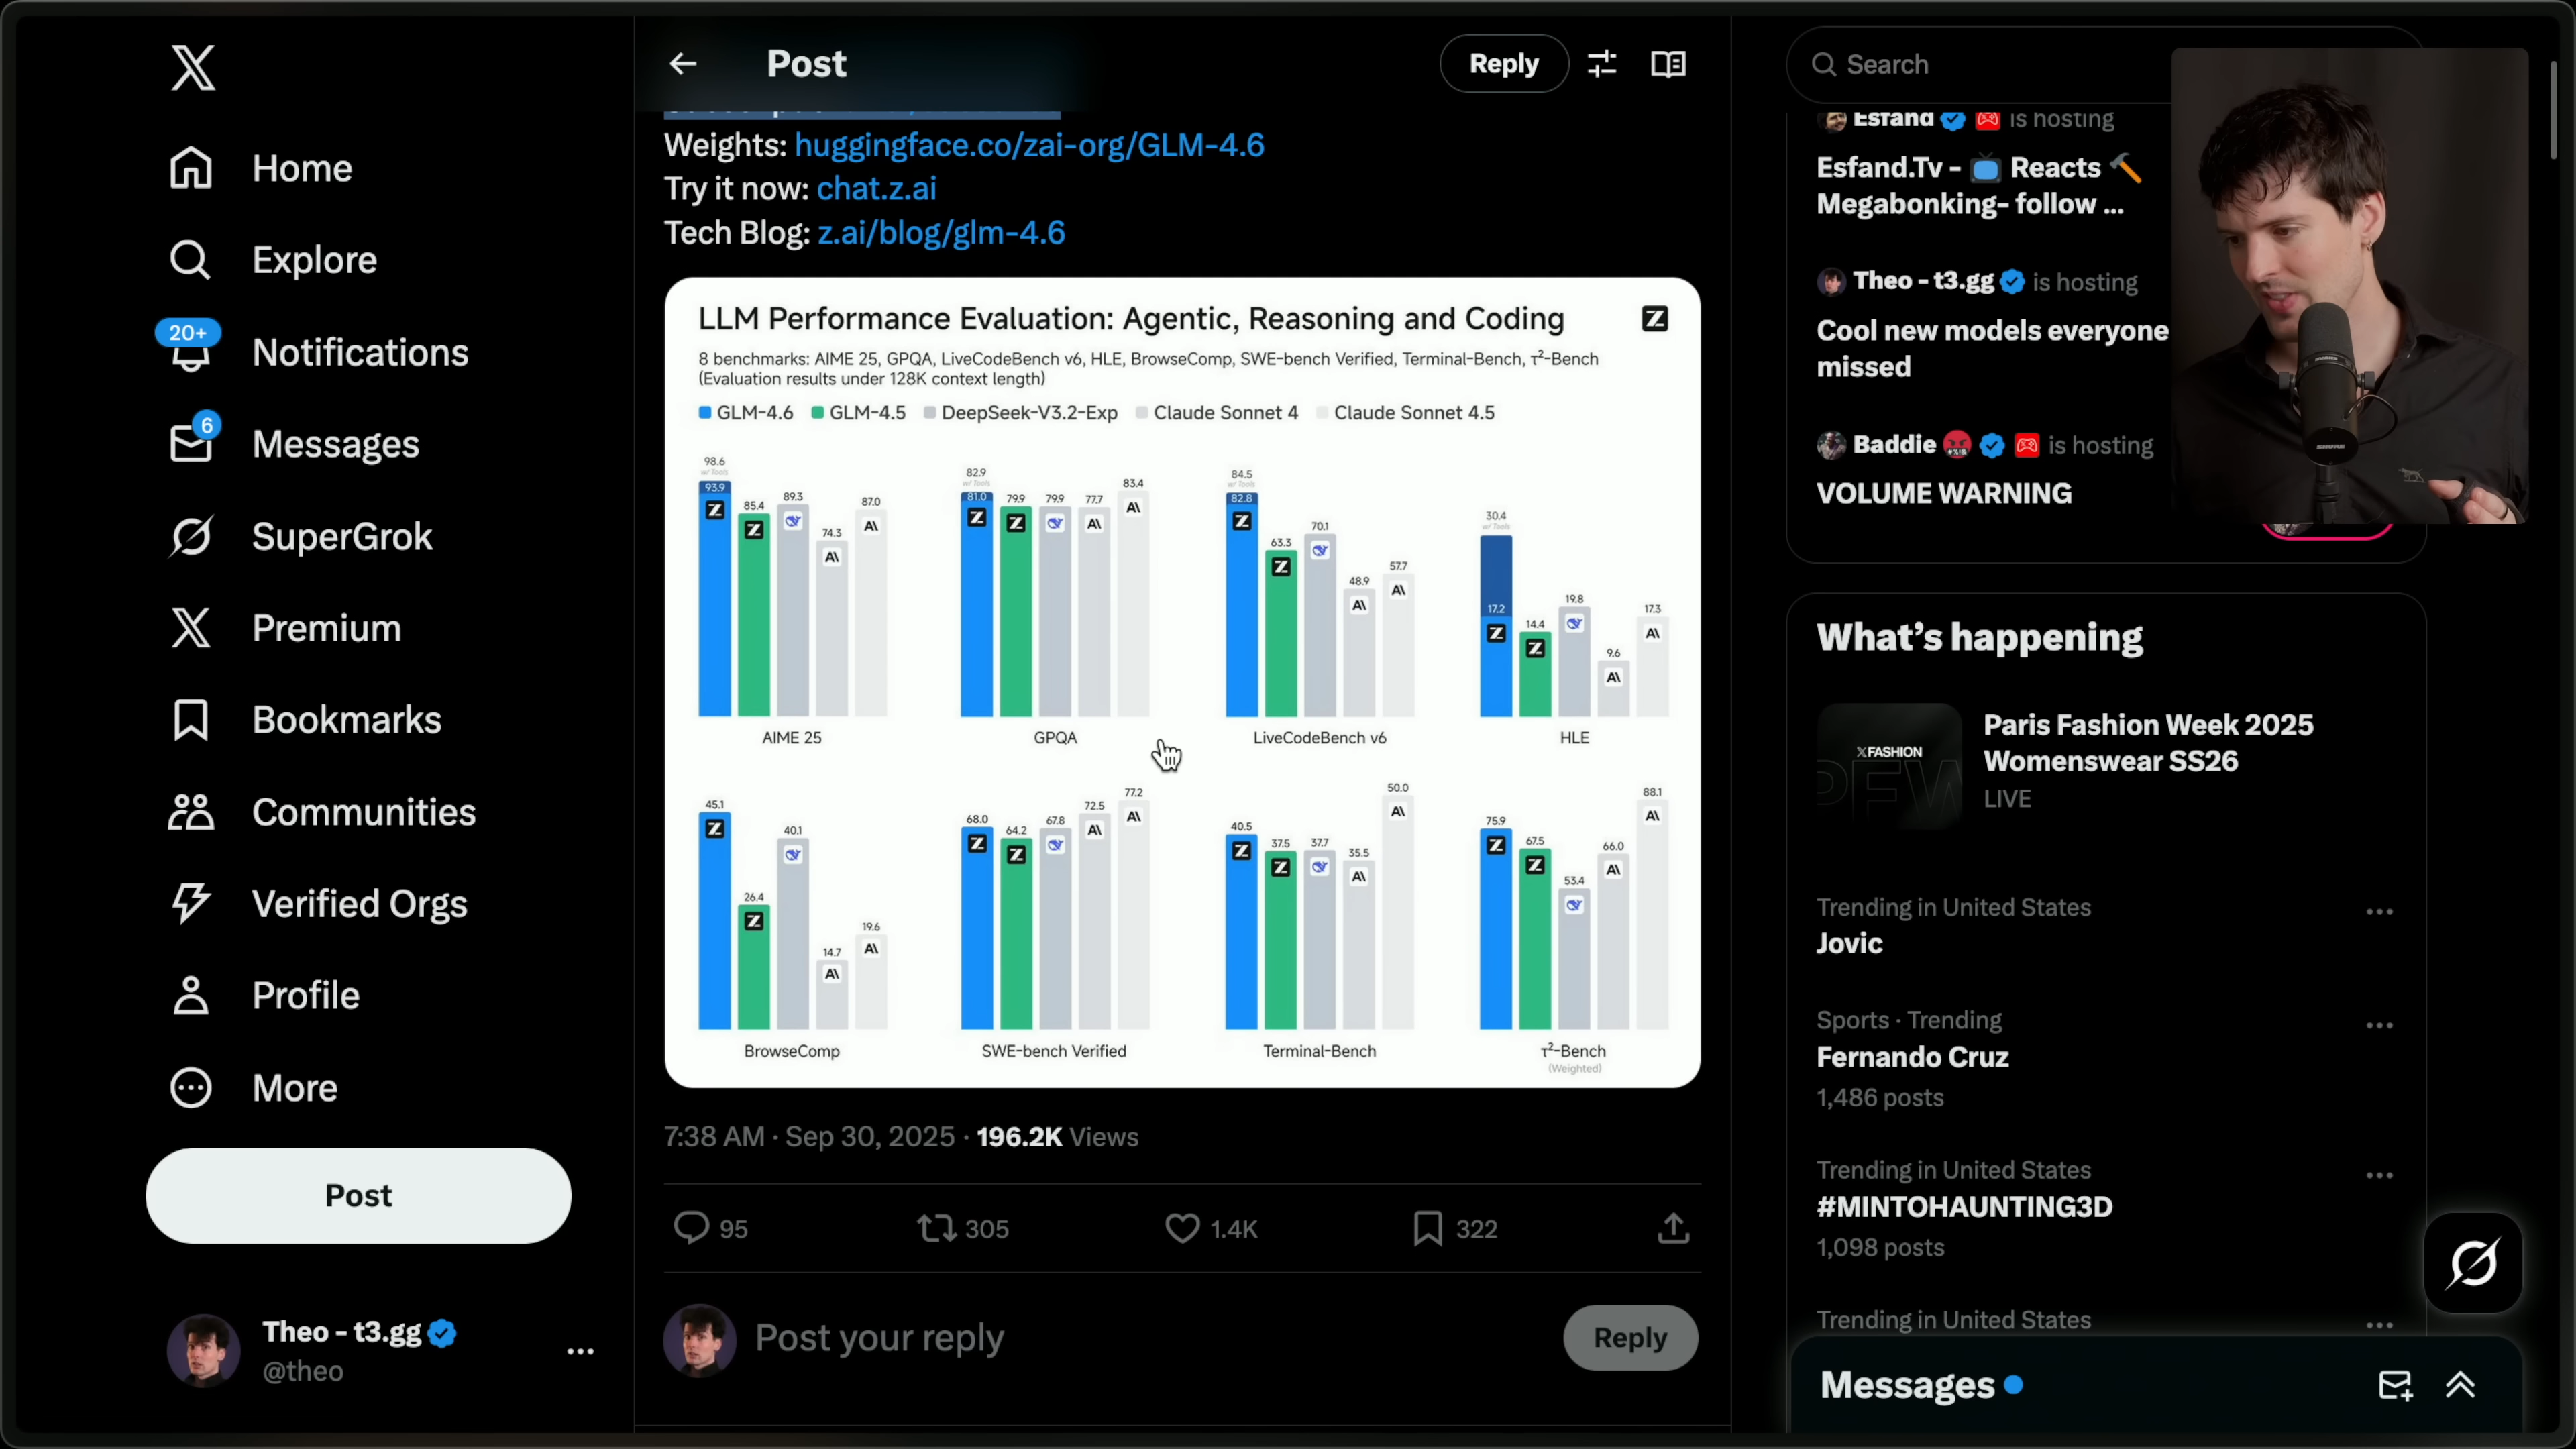 Home
Explore
20+
Notifications
6
Messages
SuperGrok
Premium
Bookmarks
Communities
Verified Orgs
Profile
More
Post
Theo - t3.gg
@theo
Post
Reply
Weights: huggingface.co/zai-org/GLM-4.6
Try it now: chat.z.ai
Tech Blog: z.ai/blog/glm-4.6
LLM Performance Evaluation: Agentic, Reasoning and Coding
8 benchmarks: AIME 25, GPQA, LiveCodeBench v6, HLE, BrowseComp, SWE-bench Verified, Terminal-Bench, τ²-Bench
(Evaluation results under 128K context length)
GLM-4.6 GLM-4.5 DeepSeek-V3.2-Exp Claude Sonnet 4 Claude Sonnet 4.5
98.6
w/ Tools
93.9
85.4
89.3
74.3
87.0
AIME 25
82.9
w/ Tools
81.0
79.9
79.9
77.7
83.4
GPQA
84.5
w/ Tools
82.8
63.3
70.1
48.9
57.7
LiveCodeBench v6
30.4
w/ Tools
17.2
14.4
19.8
9.6
17.3
HLE
45.1
26.4
40.1
14.7
19.6
BrowseComp
68.0
64.2
67.8
72.5
77.2
SWE-bench Verified
40.5
37.5
37.7
35.5
50.0
Terminal-Bench
75.9
67.5
53.4
66.0
88.1
τ²-Bench
(Weighted)
7:38 AM · Sep 30, 2025 · 196.2K Views
95
305
1.4K
322
Post your reply
Reply
Search
Esfand is hosting
Esfand.Tv - 📺 Reacts 🔨
Megabonking- follow ...
Theo - t3.gg is hosting
Cool new models everyone
missed
Baddie is hosting
VOLUME WARNING
What's happening
XFASHION
PFW
Paris Fashion Week 2025
Womenswear SS26
LIVE
Trending in United States
Jovic
Sports · Trending
Fernando Cruz
1,486 posts
Trending in United States
#MINTOHAUNTING3D
1,098 posts
Trending in United States
Messages